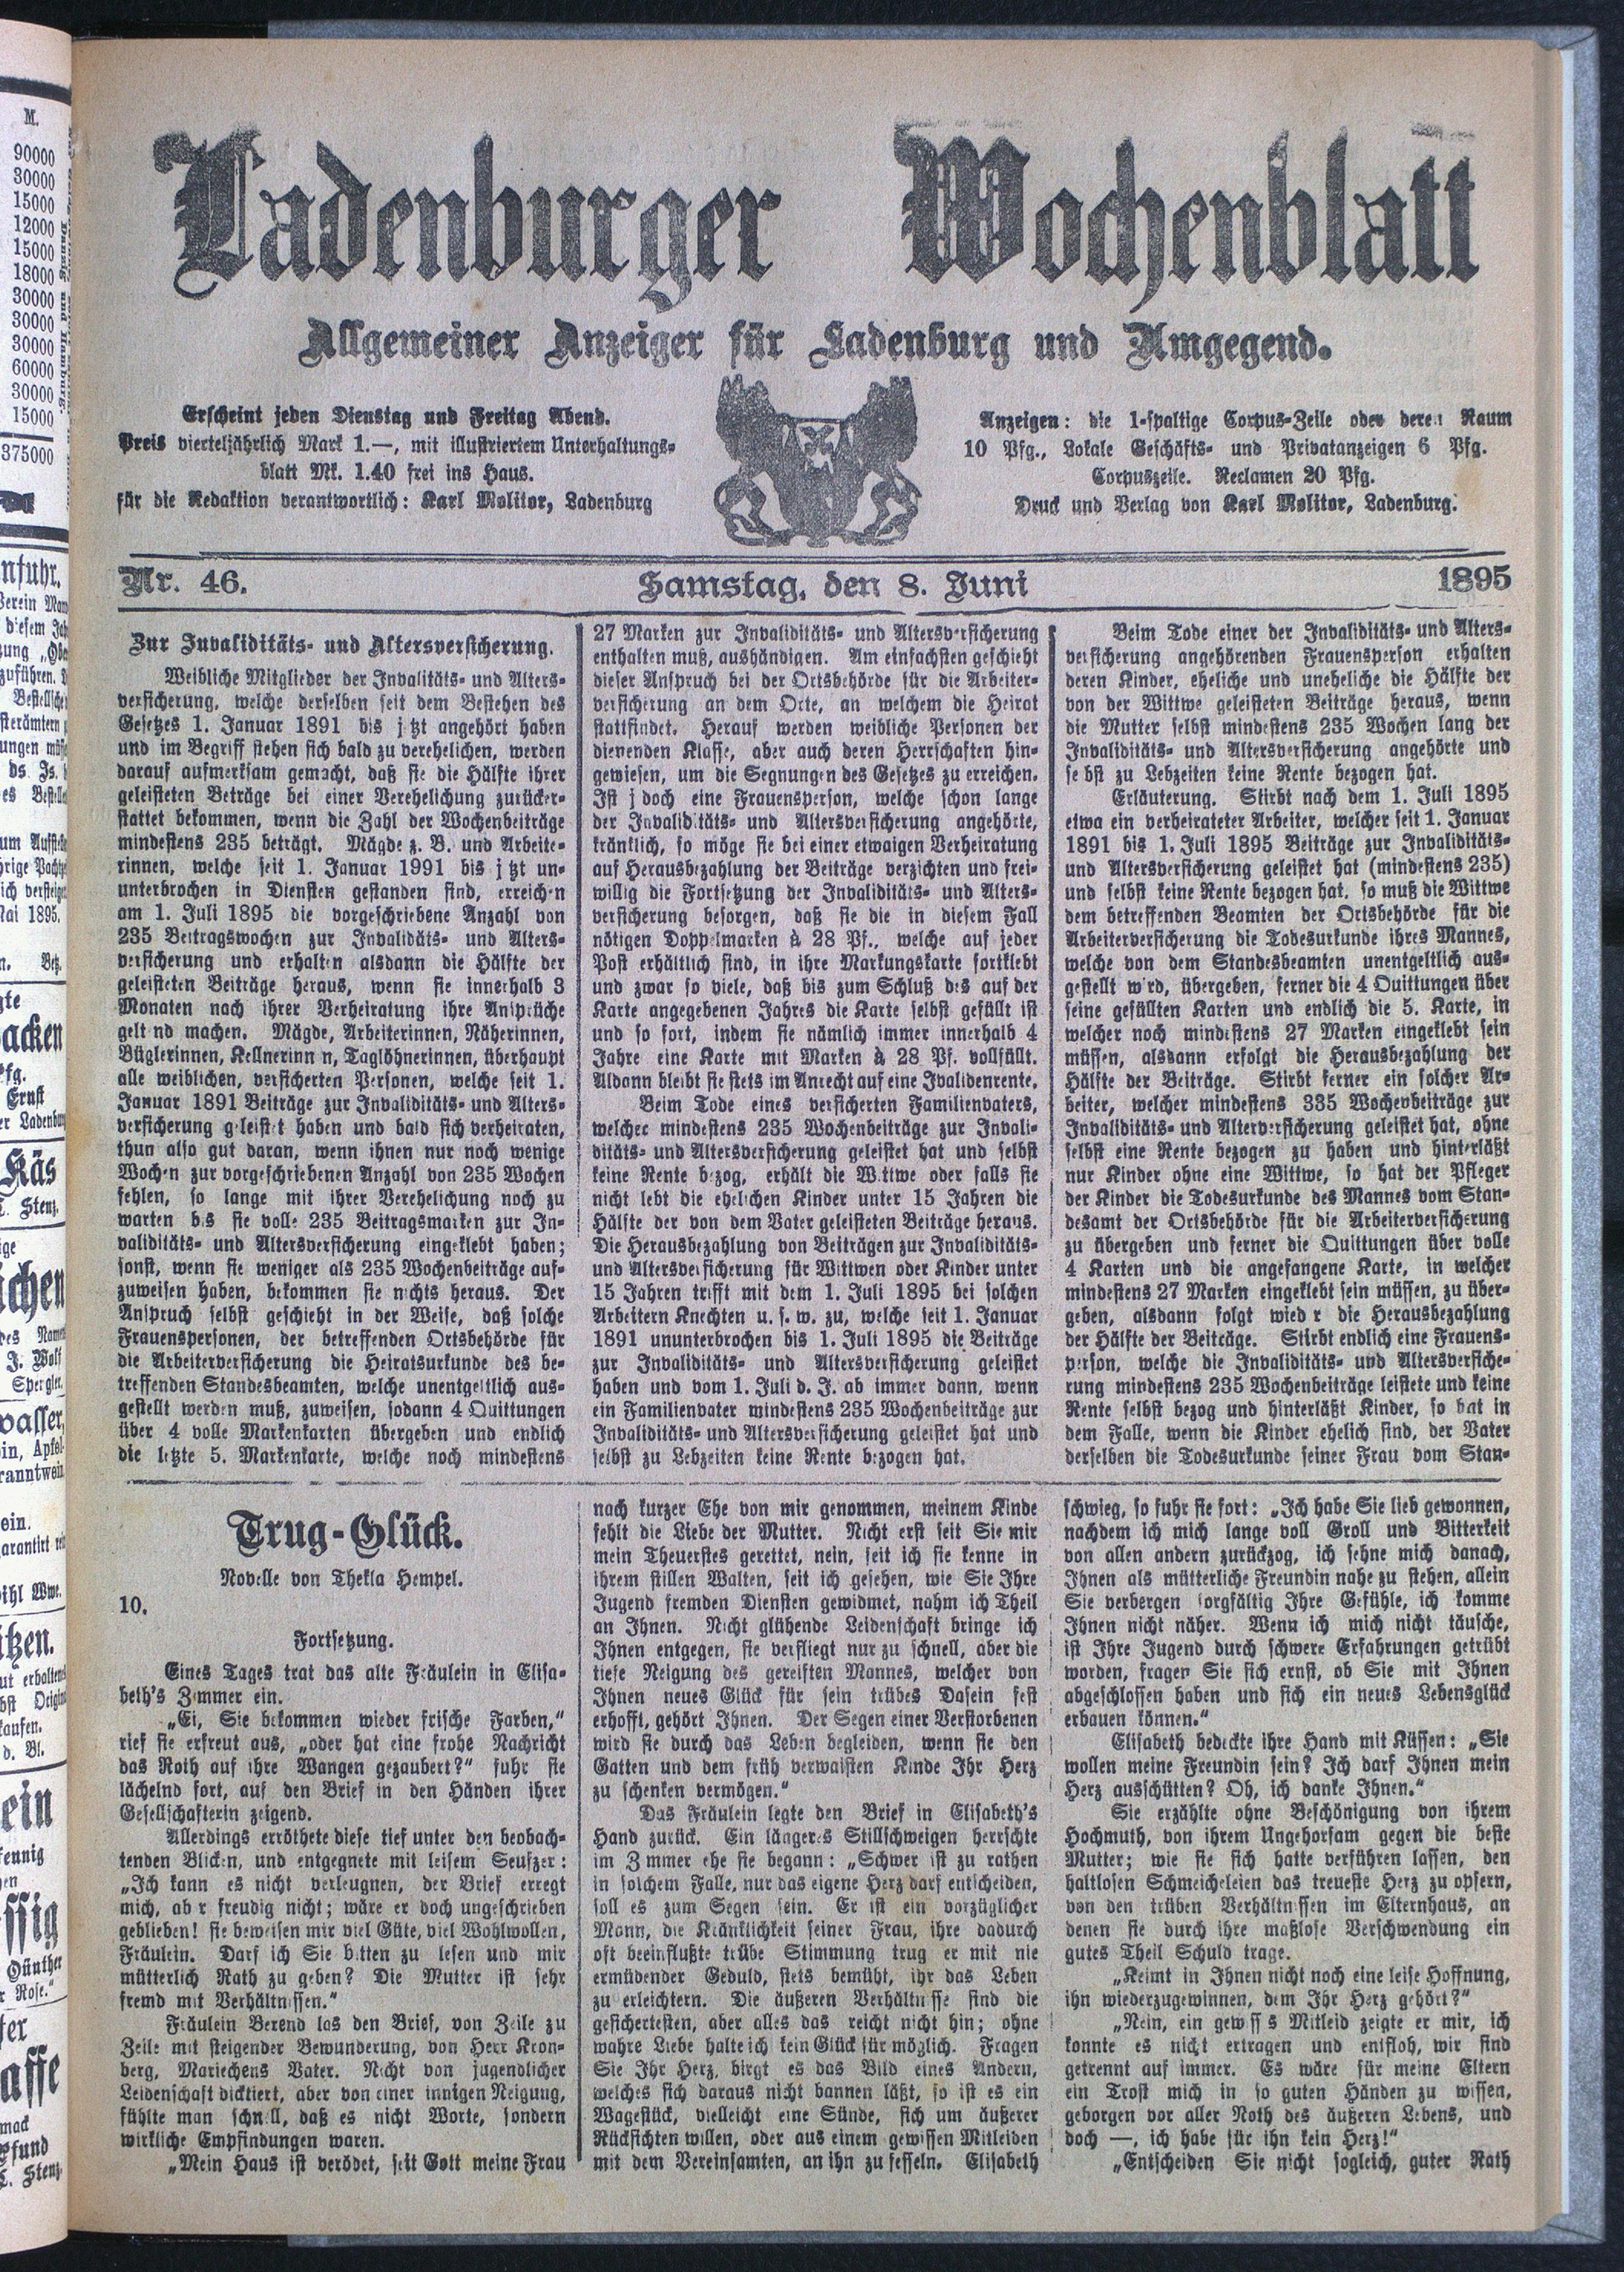 Ladenburger Wochenblatt
Allgemeiner Anzeiger für Ladenburg und Umgegend.
Erscheint jeden Dienstag und Freitag Abend.
Preis vierteljährlich Mark 1.—, mit illustriertem Unterhaltungs-
blatt Mk. 1.40 frei ins Haus.
für die Redaktion verantwortlich: Karl Molitor, Ladenburg
Anzeigen: die 1-spaltige Corpus-Zeile oder deren Raum
10 Pfg., Lokale Geschäfts- und Privatanzeigen 6 Pfg.
Corpuszeile. Reclamen 20 Pfg.
Druck und Verlag von Karl Molitor, Ladenburg.
Nr. 46. Samstag, den 8. Juni 1895
Zur Invaliditäts- und Altersversicherung.
Weibliche Mitglieder der Invalitäts- und Alters-
versicherung, welche derselben seit dem Bestehen des
Gesetzes 1. Januar 1891 bis j tzt angehört haben
und im Begriff stehen sich bald zu verehelichen, werden
darauf aufmerksam gemacht, daß sie die Hälfte ihrer
geleisteten Beträge bei einer Verehelichung zurücker-
stattet bekommen, wenn die Zahl der Wochenbeiträge
mindestens 235 beträgt. Mägde z. B. und Arbeite-
rinnen, welche seit 1. Januar 1991 bis j tzt un-
unterbrochen in Diensten gestanden sind, erreichen
am 1. Juli 1895 die vorgeschriebene Anzahl von
235 Beitragswochen zur Invalidäts- und Alters-
versicherung und erhalten alsdann die Hälfte der
geleisteten Beiträge heraus, wenn sie innerhalb 3
Monaten nach ihrer Verheiratung ihre Ansprüche
gelt nd machen. Mägde, Arbeiterinnen, Näherinnen,
Büglerinnen, Kellnerinn n, Taglöhnerinnen, überhaupt
alle weiblichen, versicherten Personen, welche seit 1.
Januar 1891 Beiträge zur Invaliditäts- und Alters-
versicherung g leistet haben und bald sich verheiraten,
thun also gut daran, wenn ihnen nur noch wenige
Wochen zur vorgeschriebenen Anzahl von 235 Wochen
fehlen, so lange mit ihrer Verehelichung noch zu
warten bis sie volle 235 Beitragsmarken zur In-
validitäts- und Altersversicherung eingeklebt haben;
sonst, wenn sie weniger als 235 Wochenbeiträge auf-
zuweisen haben, bekommen sie nichts heraus. Der
Anspruch selbst geschieht in der Weise, daß solche
Frauenspersonen, der betreffenden Ortsbehörde für
die Arbeiterversicherung die Heiratsurkunde des be-
treffenden Standesbeamten, welche unentgeltlich aus-
gestellt werden muß, zuweisen, sodann 4 Quittungen
über 4 volle Markenkarten übergeben und endlich
die letzte 5. Markenkarte, welche noch mindestens
27 Marken zur Invaliditäts- und Altersversicherung
enthalten muß, aushändigen. Am einfachsten geschieht
dieser Anspruch bei der Ortsbehörde für die Arbeiter-
versicherung an dem Orte, an welchem die Heirat
stattfindet. Herauf werden weibliche Personen der
dienenden Klasse, aber auch deren Herrschaften hin-
gewiesen, um die Segnungen des Gesetzes zu erreichen.
Ist j doch eine Frauensperson, welche schon lange
der Invaliditäts- und Altersversicherung angehörte,
kränklich, so möge sie bei einer etwaigen Verheiratung
auf Herausbezahlung der Beiträge verzichten und frei-
willig die Fortsetzung der Invaliditäts- und Alters-
versicherung besorgen, daß sie die in diesem Fall
nötigen Doppelmarken à 28 Pf., welche auf jeder
Post erhältlich sind, in ihre Markungskarte fortklebt
und zwar so viele, daß bis zum Schluß des auf der
Karte angegebenen Jahres die Karte selbst gefüllt ist
und so fort, indem sie nämlich immer innerhalb 4
Jahre eine Karte mit Marken à 28 Pf. vollfüllt.
Aldann bleibt sie stets im Anrecht auf eine Ivalidenrente.
Beim Tode eines versicherten Familienvaters,
welcher mindestens 235 Wochenbeiträge zur Invali-
ditäts- und Altersversicherung geleistet hat und selbst
keine Rente bezog, erhält die Wittwe oder falls sie
nicht lebt die ehelichen Kinder unter 15 Jahren die
Hälfte der von dem Vater geleisteten Beiträge heraus.
Die Herausbezahlung von Beiträgen zur Invaliditäts-
und Altersversicherung für Wittwen oder Kinder unter
15 Jahren trifft mit dem 1. Juli 1895 bei solchen
Arbeitern Knechten u. s. w. zu, welche seit 1. Januar
1891 ununterbrochen bis 1. Juli 1895 die Beiträge
zur Invaliditäts- und Altersversicherung geleistet
haben und vom 1. Juli d. J. ab immer dann, wenn
ein Familienvater mindestens 235 Wochenbeiträge zur
Invaliditäts- und Altersversicherung geleistet hat und
selbst zu Lebzeiten keine Rente bezogen hat.
Beim Tode einer der Invaliditäts- und Alters-
versicherung angehörenden Frauensperson erhalten
deren Kinder, eheliche und uneheliche die Hälfte der
von der Wittwe geleisteten Beiträge heraus, wenn
die Mutter selbst mindestens 235 Wochen lang der
Invaliditäts- und Altersversicherung angehörte und
se bst zu Lebzeiten keine Rente bezogen hat.
Erläuterung. Stirbt nach dem 1. Juli 1895
etwa ein verheirateter Arbeiter, welcher seit 1. Januar
1891 bis 1. Juli 1895 Beiträge zur Invaliditäts-
und Altersversicherung geleistet hat (mindestens 235)
und selbst keine Rente bezogen hat. so muß die Wittwe
dem betreffenden Beamten der Ortsbehörde für die
Arbeiterversicherung die Todesurkunde ihres Mannes,
welche von dem Standesbeamten unentgeltlich aus-
gestellt wird, übergeben, ferner die 4 Quittungen über
seine gefüllten Karten und endlich die 5. Karte, in
welcher noch mindestens 27 Marken eingeklebt sein
müssen, alsdann erfolgt die Herausbezahlung der
Hälfte der Beiträge. Stirbt ferner ein solcher Ar-
beiter, welcher mindestens 335 Wochenbeiträge zur
Invaliditäts- und Alterversicherung geleistet hat, ohne
selbst eine Rente bezogen zu haben und hinterläßt
nur Kinder ohne eine Wittwe, so hat der Pfleger
der Kinder die Todesurkunde des Mannes vom Stan-
desamt der Ortsbehörde für die Arbeiterversicherung
zu übergeben und ferner die Quittungen über volle
4 Karten und die angefangene Karte, in welcher
mindestens 27 Marken eingeklebt sein müssen, zu über-
geben, alsdann folgt wied r die Herausbezahlung
der Hälfte der Beiträge. Stirbt endlich eine Frauens-
person, welche die Invaliditäts- und Altersversiche-
rung mindestens 235 Wochenbeiträge leistete und keine
Rente selbst bezog und hinterläßt Kinder, so hat in
dem Falle, wenn die Kinder ehelich sind, der Vater
derselben die Todesurkunde seiner Frau vom Stan-
Trug-Glück.
Novelle von Thekla Hempel.
10.
Fortsetzung.
Eines Tages trat das alte Fräulein in Elisa-
beth's Zimmer ein.
„Ei, Sie bekommen wieder frische Farben,"
rief sie erfreut aus, „oder hat eine frohe Nachricht
das Roth auf ihre Wangen gezaubert?" fuhr sie
lächelnd fort, auf den Brief in den Händen ihrer
Gesellschafterin zeigend.
Allerdings erröthete diese tief unter den beobach-
tenden Blicken, und entgegnete mit leisem Seufzer:
„Ich kann es nicht verleugnen, der Brief erregt
mich, ab r freudig nicht; wäre er doch ungeschrieben
geblieben! sie beweisen mir viel Güte, viel Wohlwollen,
Fräulein. Darf ich Sie bitten zu lesen und mir
mütterlich Rath zu geben? Die Mutter ist sehr
fremd mit Verhältnissen."
Fräulein Berend las den Brief, von Zeile zu
Zeile mit steigender Bewunderung, von Herr Kron-
berg, Mariechens Vater. Nicht von jugendlicher
Leidenschaft dicktiert, aber von einer innigen Neigung,
fühlte man schnell, daß es nicht Worte, sondern
wirkliche Empfindungen waren.
„Mein Haus ist verödet, seit Gott meine Frau
nach kurzer Ehe von mir genommen, meinem Kinde
fehlt die Liebe der Mutter. Nicht erst seit Sie mir
mein Theuerstes gerettet, nein, seit ich sie kenne in
ihrem stillen Walten, seit ich gesehen, wie Sie Ihre
Jugend fremden Diensten gewidmet, nahm ich Theil
an Ihnen. Nicht glühende Leidenschaft bringe ich
Ihnen entgegen, sie verfliegt nur zu schnell, aber die
tiefe Neigung des gereiften Mannes, welcher von
Ihnen neues Glück für sein trübes Dasein fest
erhofft, gehört Ihnen. Der Segen einer Verstorbenen
wird sie durch das Leben begleiden, wenn sie den
Gatten und dem früh verwaisten Kinde Ihr Herz
zu schenken vermögen."
Das Fräulein legte den Brief in Elisabeth's
Hand zurück. Ein längeres Stillschweigen herrschte
im Z mmer ehe sie begann: „Schwer ist zu rathen
in solchem Falle, nur das eigene Herz darf entscheiden,
soll es zum Segen sein. Er ist ein vorzüglicher
Mann, die Kränklichkeit seiner Frau, ihre dadurch
oft beeinflußte trübe Stimmung trug er mit nie
ermüdender Geduld, stets bemüht, ihr das Leben
zu erleichtern. Die äußeren Verhältnisse sind die
gesichertesten, aber alles das reicht nicht hin; ohne
wahre Liebe halte ich kein Glück für möglich. Fragen
Sie Ihr Herz, birgt es das Bild eines Andern,
welches sich daraus nicht bannen läßt, so ist es ein
Wagestück, vielleicht eine Sünde, sich um äußerer
Rücksichten willen, oder aus einem gewissen Mitleiden
mit dem Vereinsamten, an ihn zu fesseln. Elisabeth
schwieg, so fuhr sie fort: „Ich habe Sie lieb gewonnen,
nachdem ich mich lange voll Groll und Bitterkeit
von allen andern zurückzog, ich sehne mich danach,
Ihnen als mütterliche Freundin nahe zu stehen, allein
Sie verbergen sorgfältig Ihre Gefühle, ich komme
Ihnen nicht näher. Wenn ich mich nicht täusche,
ist Ihre Jugend durch schwere Erfahrungen getrübt
worden, fragen Sie sich ernst, ob Sie mit Ihnen
abgeschlossen haben und sich ein neues Lebensglück
erbauen können."
Elisabeth bedeckte ihre Hand mit Küssen: „Sie
wollen meine Freundin sein? Ich darf Ihnen mein
Herz ausschütten? Oh, ich danke Ihnen."
Sie erzählte ohne Beschönigung von ihrem
Hochmuth, von ihrem Ungehorsam gegen die beste
Mutter; wie sie sich hatte verführen lassen, den
haltlosen Schmeicheleien das treueste Herz zu opfern,
von den trüben Verhältnissen im Elternhaus, an
denen sie durch ihre maßlose Verschwendung ein
gutes Theil Schuld trage.
„Keimt in Ihnen nicht noch eine leise Hoffnung,
ihn wiederzugewinnen, dem Ihr Herz gehört?"
„Nein, ein gewiss s Mitleid zeigte er mir, ich
konnte es nicht ertragen und entfloh, wir sind
getrennt auf immer. Es wäre für meine Eltern
ein Trost mich in so guten Händen zu wissen,
geborgen vor aller Noth des äußeren Lebens, und
doch —, ich habe für ihn kein Herz!"
„Entscheiden Sie nicht sogleich, guter Rath
M.
90000
30000
15000
12000
15000
18000
30000
30000
30000
60000
30000
15000
375000